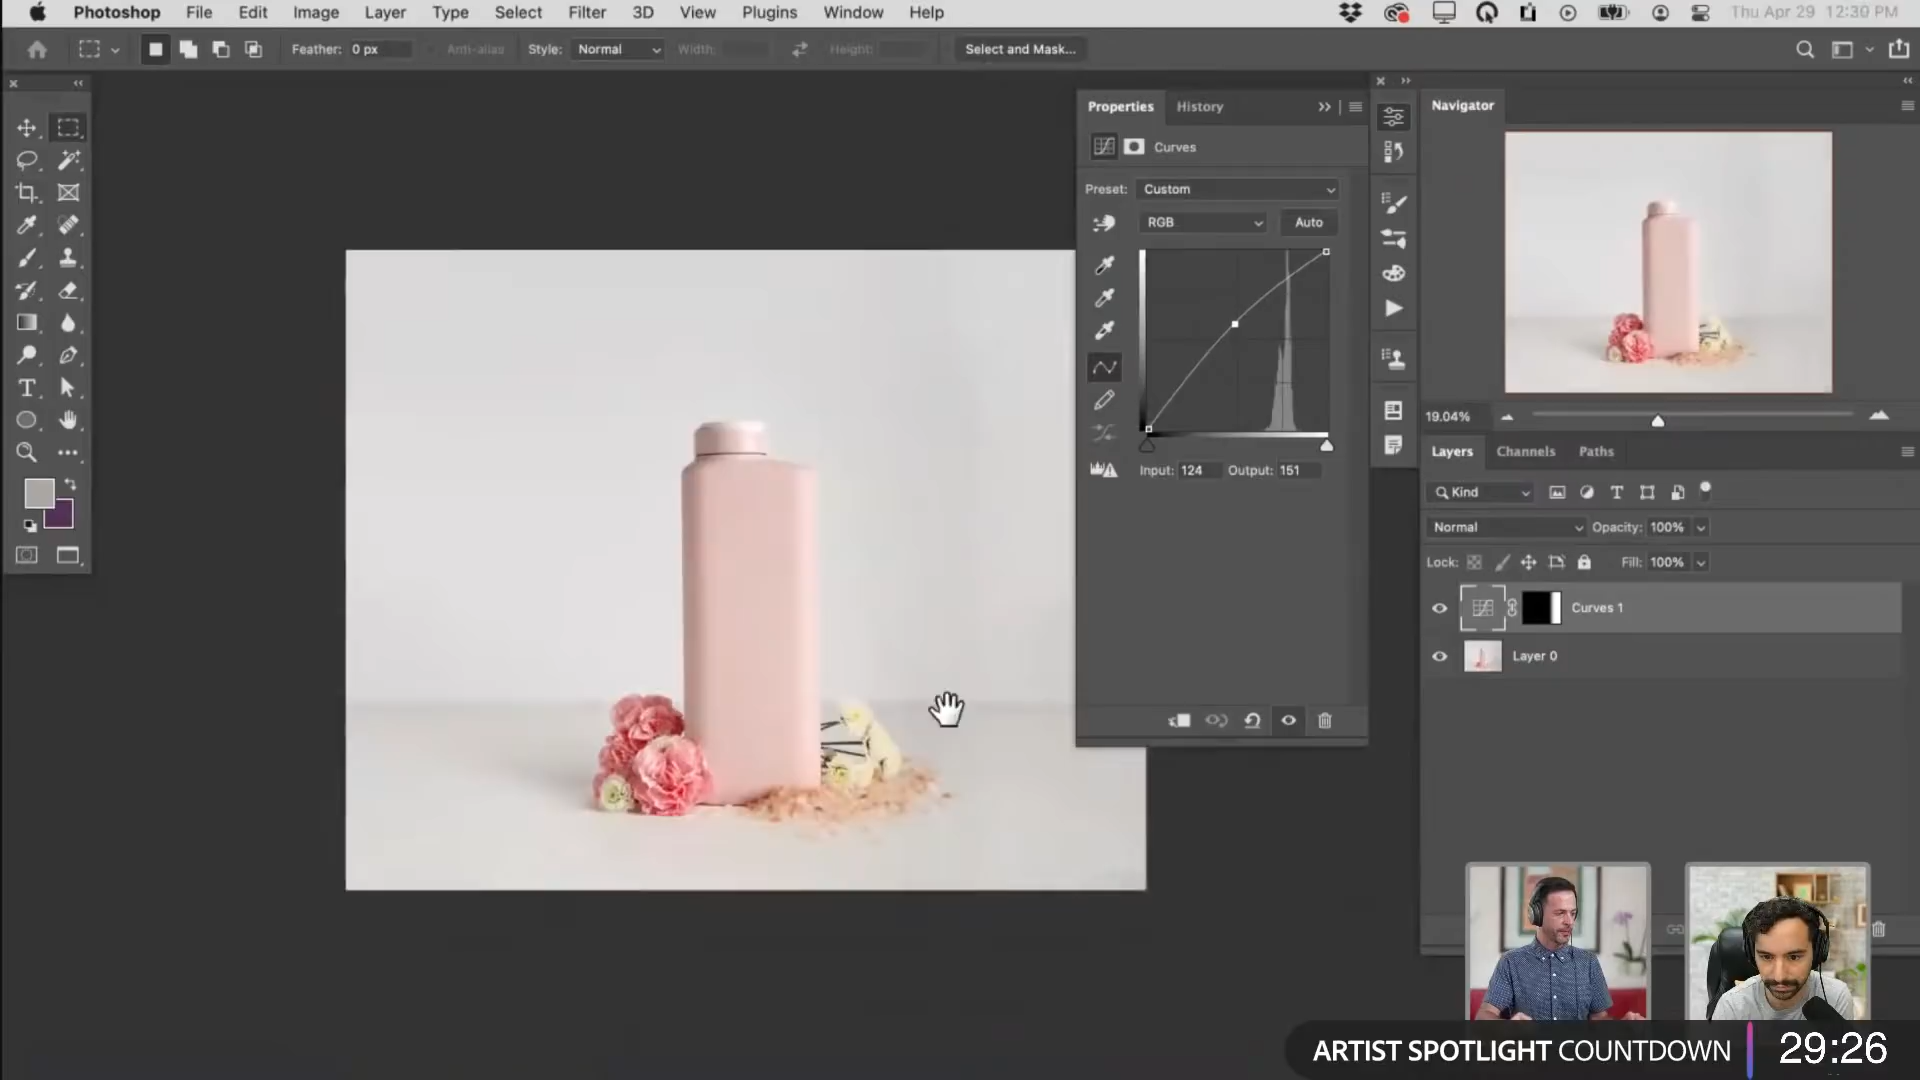 Photoshop File Edit Image Layer Type Select Filter 3D View Plugins Window Help Thu Apr 29 12:30 PM
Feather: 0 px Anti-alias Style: Normal Width: Height: Select and Mask...
Properties History
Navigator
Curves
Preset: Custom
RGB Auto
Input: 124 Output: 151
19.04%
Layers Channels Paths
Kind
Normal Opacity: 100%
Lock: Fill: 100%
Curves 1
Layer 0
ARTIST SPOTLIGHT COUNTDOWN 29:26